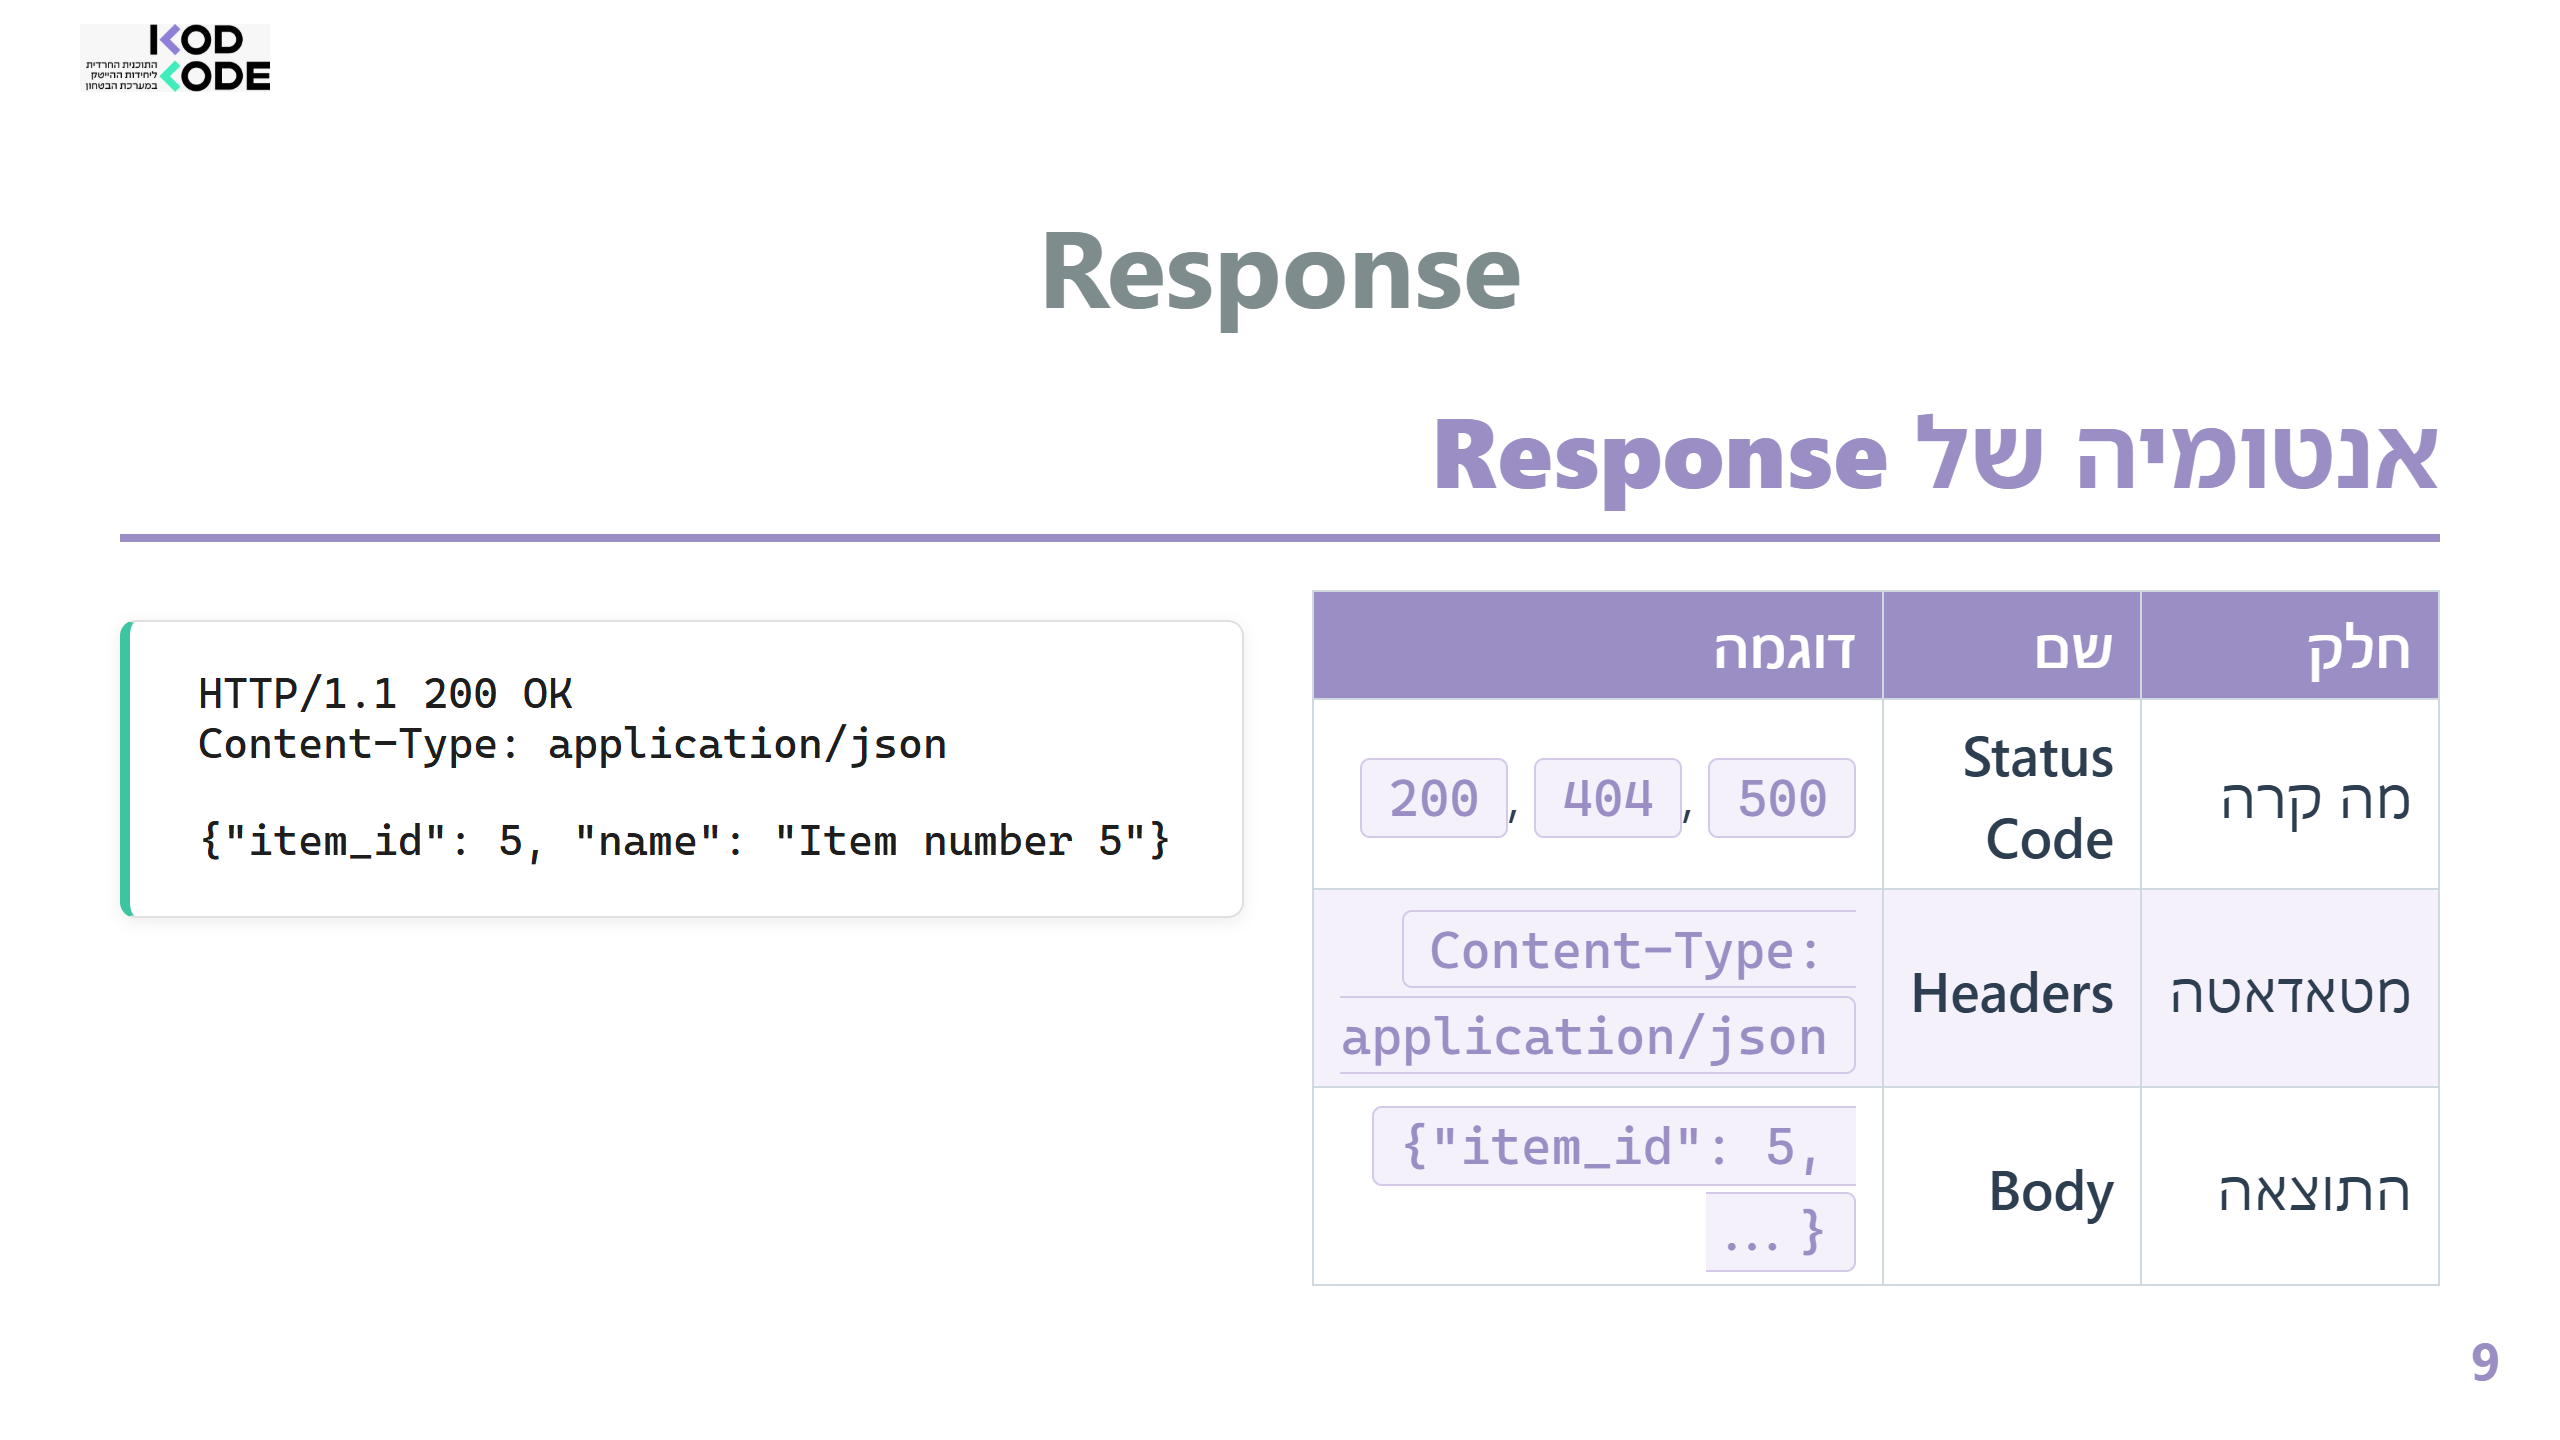 KOD
KODE
התוכנית החרדית
ליחידות ההייטק
במערכת הבטחון
Response
אנטומיה של Response
חלק שם דוגמה
מה קרה Status Code 200, 404, 500
מטאדאטה Headers Content-Type: application/json
התוצאה Body {"item_id": 5, ... }
HTTP/1.1 200 OK
Content-Type: application/json
{"item_id": 5, "name": "Item number 5"}
9